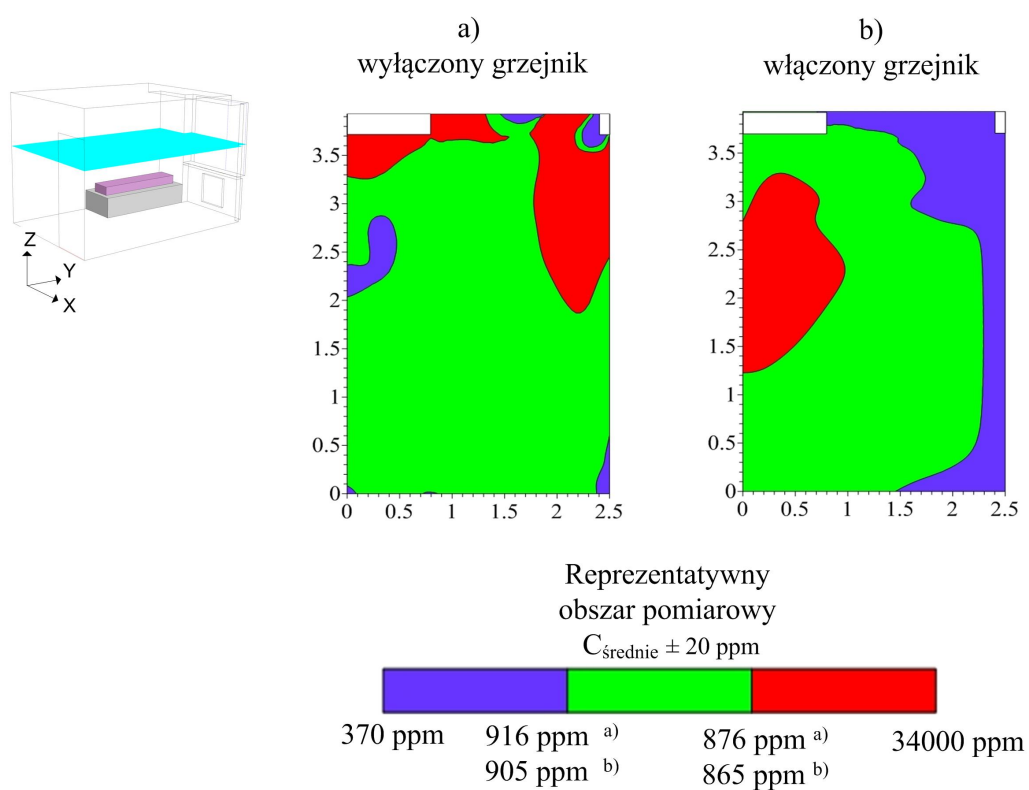 a)
wyłączony grzejnik
b)
włączony grzejnik
Z
Y
X
3.5
3
2.5
2
1.5
1
0.5
0
0 0.5 1 1.5 2 2.5
3.5
3
2.5
2
1.5
1
0.5
0
0 0.5 1 1.5 2 2.5
Reprezentatywny
obszar pomiarowy
Cśrednie ± 20 ppm
370 ppm 916 ppm a) 876 ppm a) 34000 ppm
905 ppm b) 865 ppm b)